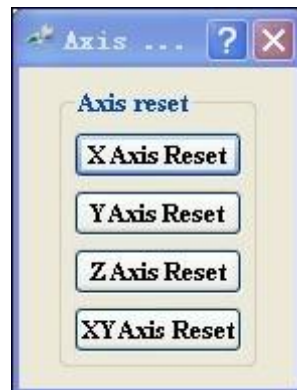 Axis ...
Axis reset
X Axis Reset
Y Axis Reset
Z Axis Reset
XY Axis Reset